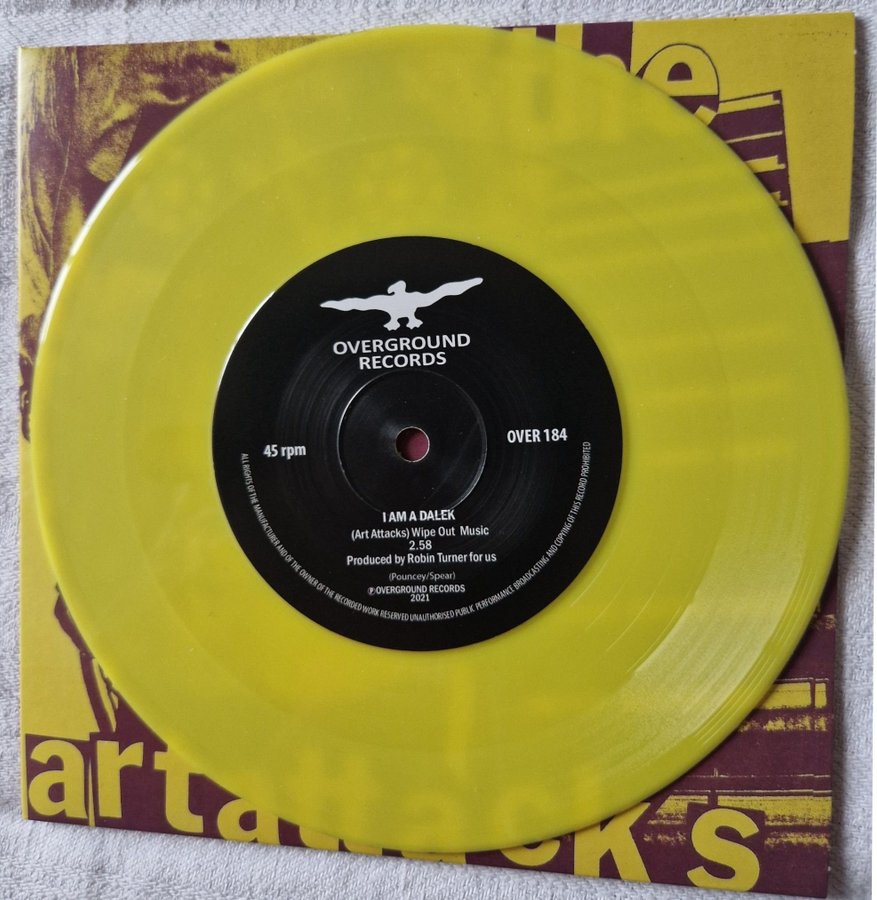 the
OVERGROUND
RECORDS
45 rpm
OVER 184
I AM A DALEK
(Art Attacks) Wipe Out Music
2.58
Produced by Robin Turner for us
(Pouncey/Spear)
℗OVERGROUND RECORDS
2021
ALL RIGHTS OF THE MANUFACTURER AND OF THE OWNER OF THE RECORDED WORK RESERVED UNAUTHORISED PUBLIC PERFORMANCE BROADCASTING AND COPYING OF THIS RECORD PROHIBITED
art attacks